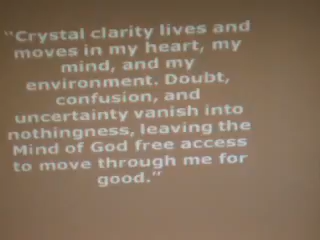 “Crystal clarity lives and
moves in my heart, my
mind, and my
environment. Doubt,
confusion, and
uncertainty vanish into
nothingness, leaving the
Mind of God free access
to move through me for
good.”